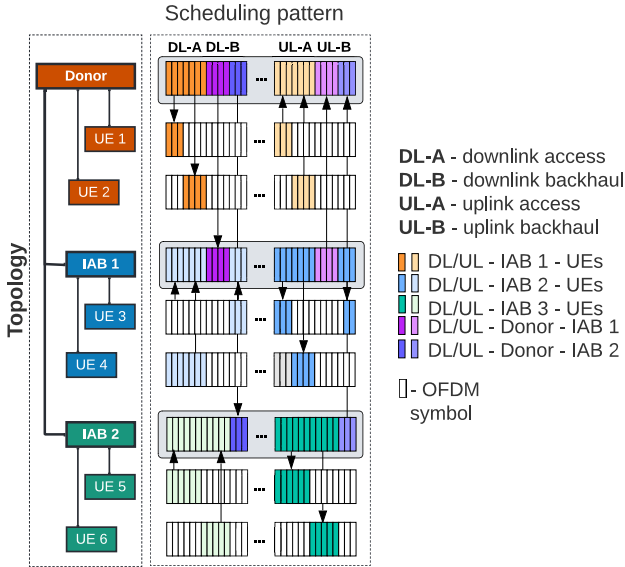 Scheduling pattern
DL-A DL-B UL-A UL-B
Donor
...
UE 1
...
UE 2
...
Topology
IAB 1
...
UE 3
...
UE 4
...
IAB 2
...
UE 5
...
UE 6
...
DL-A - downlink access
DL-B - downlink backhaul
UL-A - uplink access
UL-B - uplink backhaul
DL/UL - IAB 1 - UEs
DL/UL - IAB 2 - UEs
DL/UL - IAB 3 - UEs
DL/UL - Donor - IAB 1
DL/UL - Donor - IAB 2
- OFDM
symbol